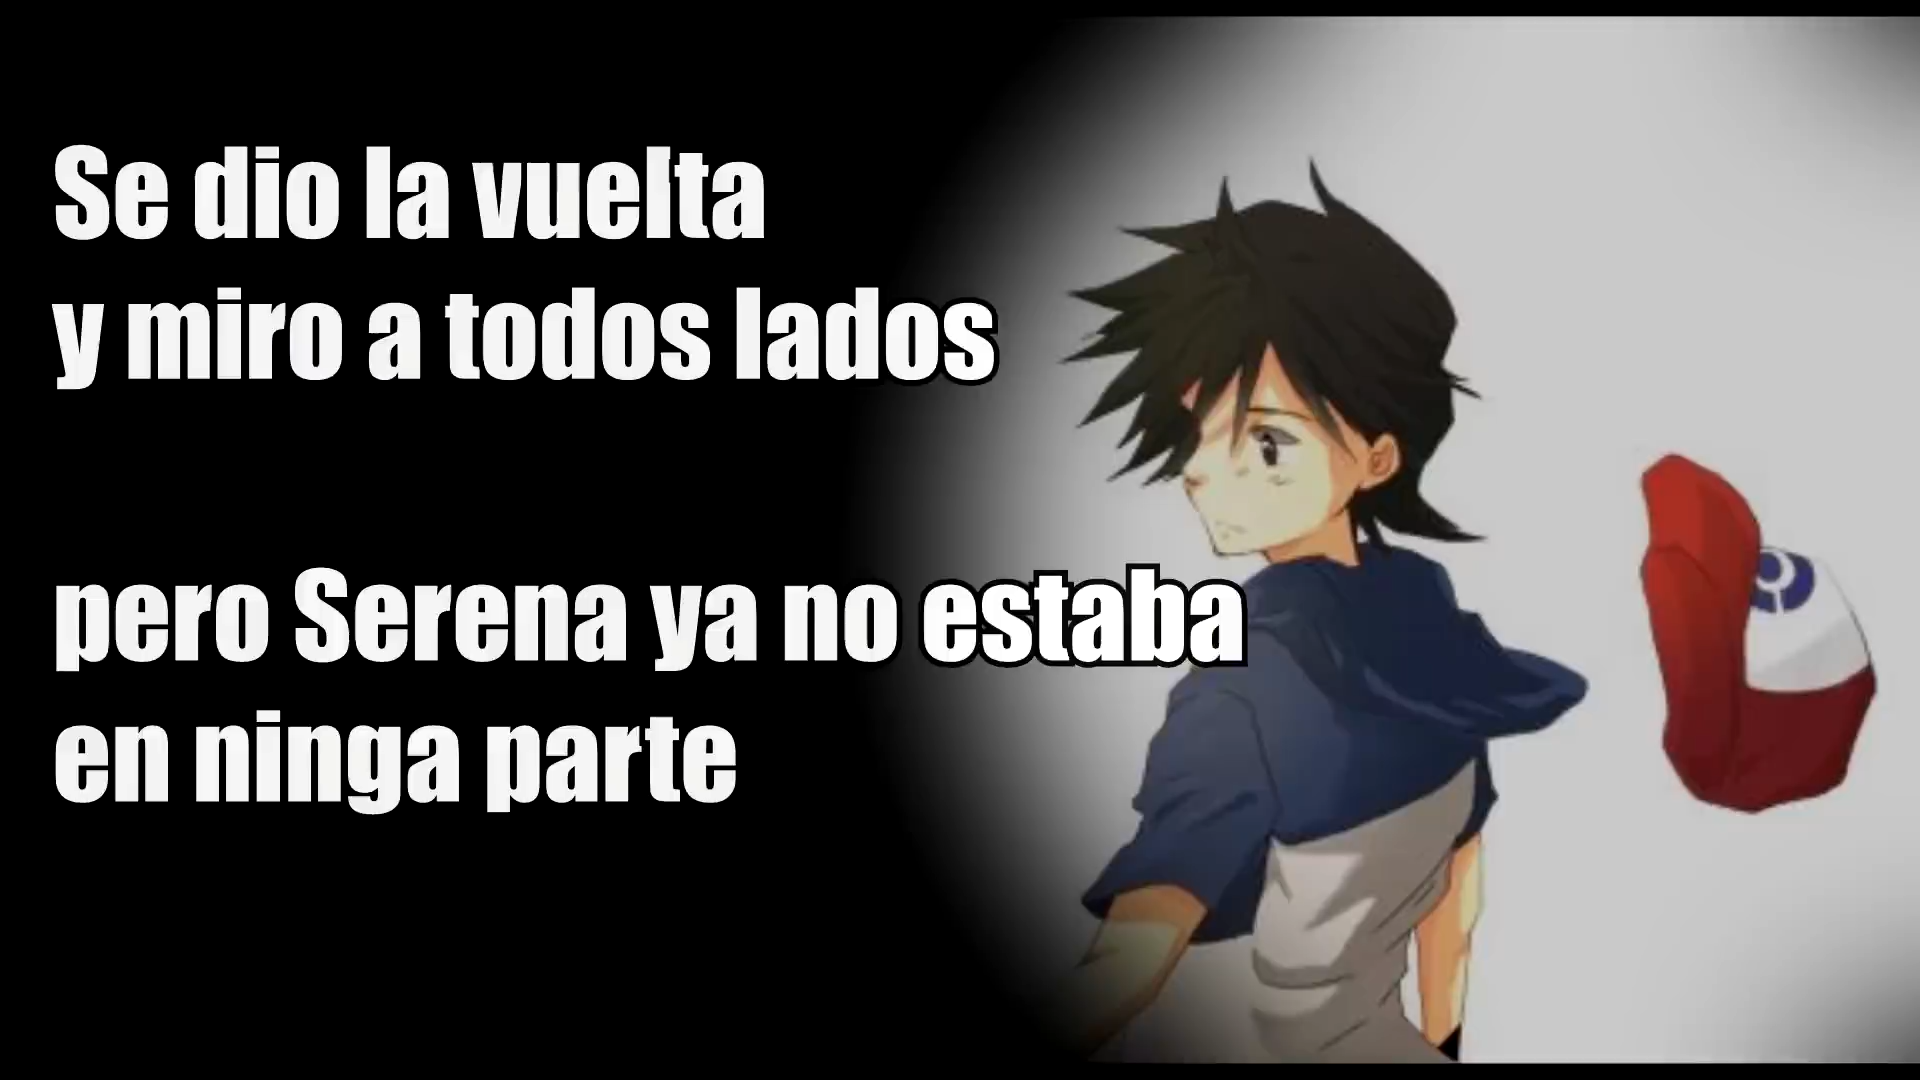 Se dio la vuelta
y miro a todos lados
pero Serena ya no estaba
en ninga parte